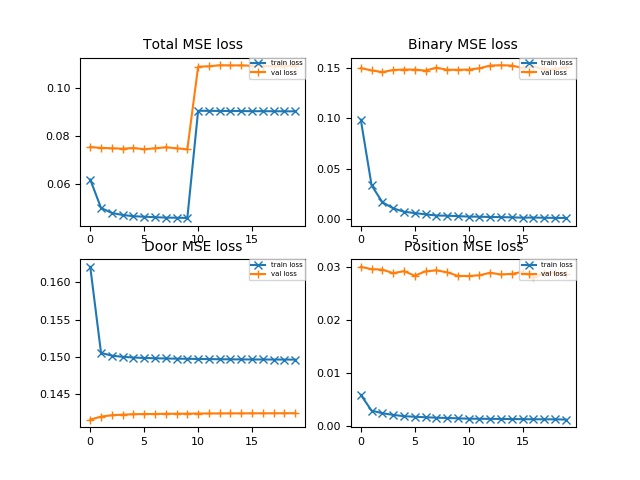 Total MSE loss
0.10
0.08
0.06
0
5
10
15
train loss
val loss
Binary MSE loss
0.15
0.10
0.05
0.00
0
5
10
15
train loss
val loss
Door MSE loss
0.160
0.155
0.150
0.145
0
5
10
15
train loss
val loss
Position MSE loss
0.03
0.02
0.01
0.00
0
5
10
15
train loss
val loss